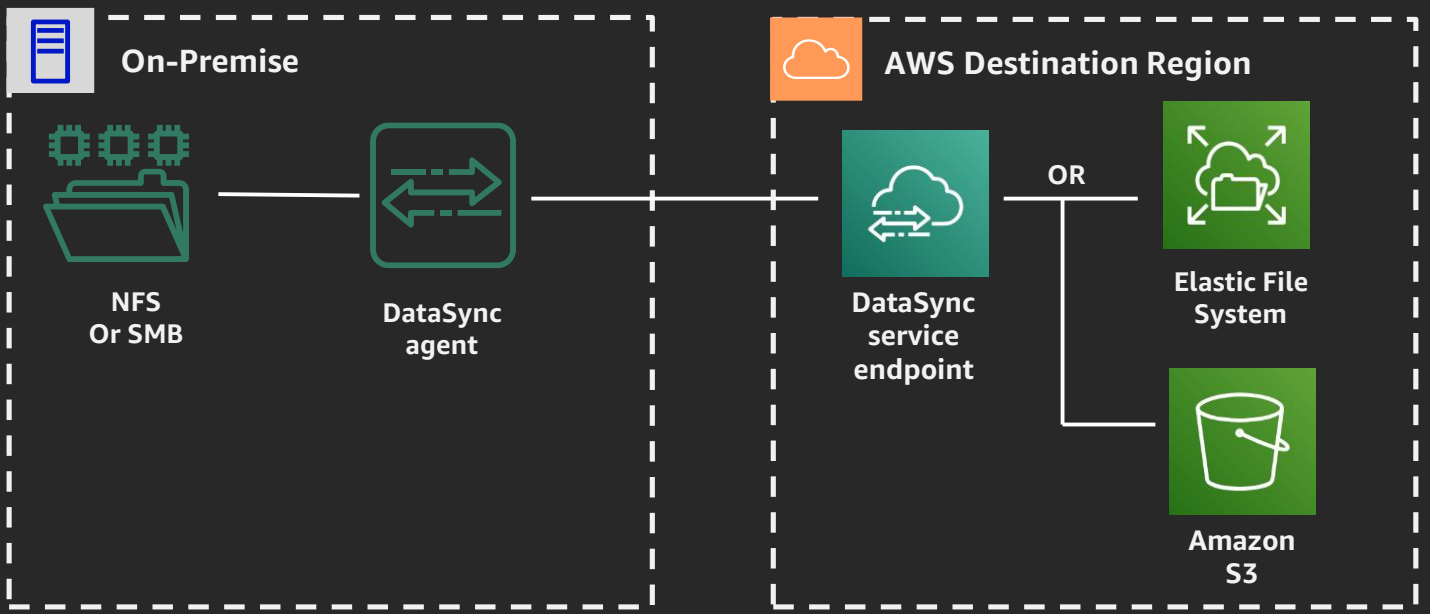 On-Premise
NFS
Or SMB
DataSync
agent
AWS Destination Region
DataSync
service
endpoint
OR
Elastic File
System
Amazon
S3